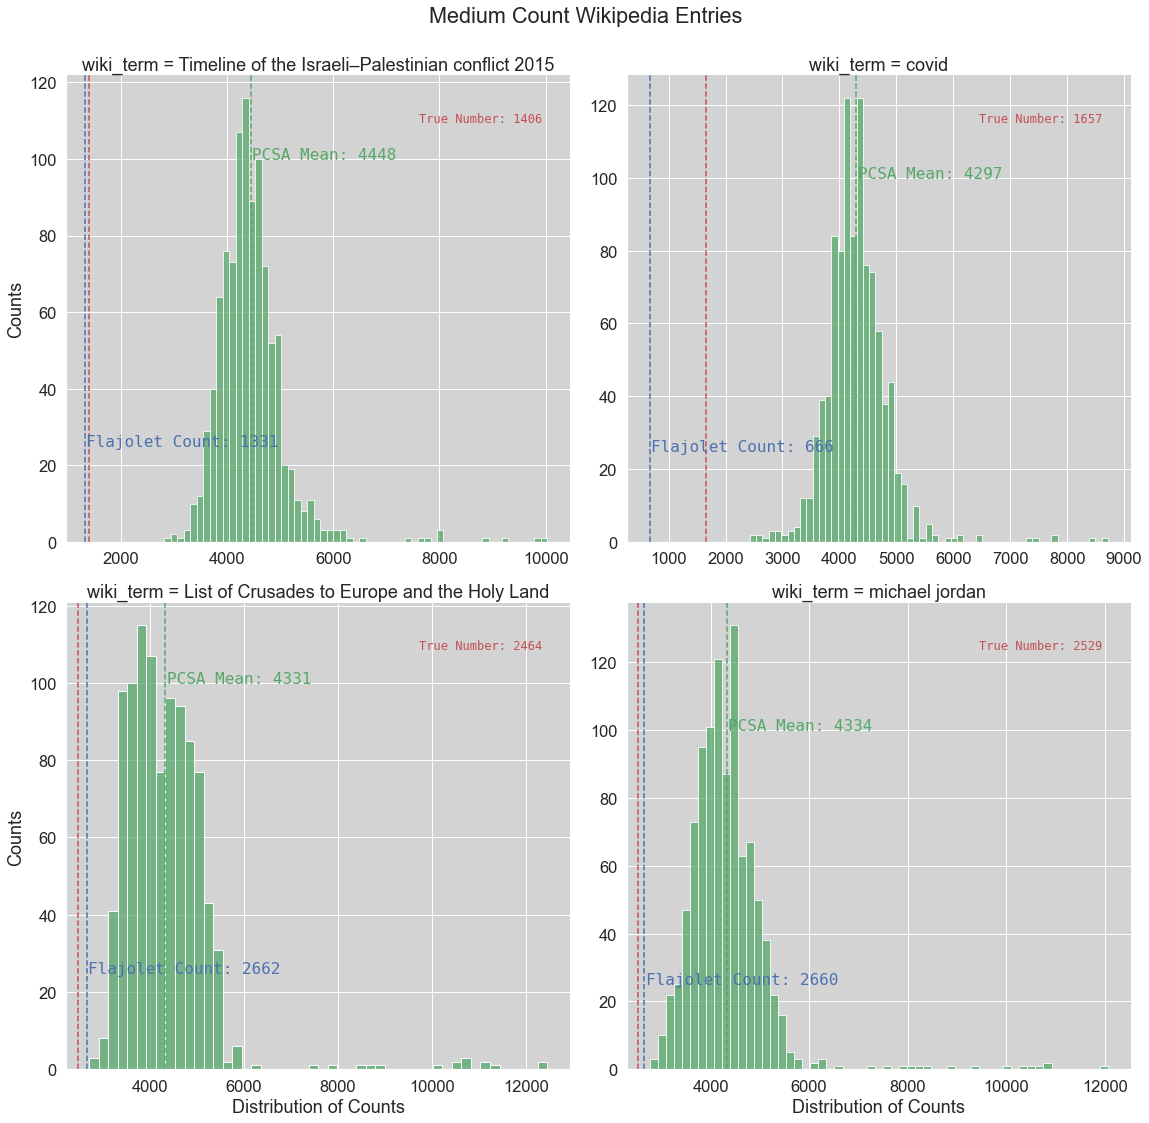 Medium Count Wikipedia Entries
wiki_term = Timeline of the Israeli–Palestinian conflict 2015
120
100
80
60
40
20
0
Counts
True Number: 1406
PCSA Mean: 4448
Flajolet Count: 1331
2000 4000 6000 8000 10000
wiki_term = covid
120
100
80
60
40
20
0
True Number: 1657
PCSA Mean: 4297
Flajolet Count: 666
1000 2000 3000 4000 5000 6000 7000 8000 9000
wiki_term = List of Crusades to Europe and the Holy Land
120
100
80
60
40
20
0
Counts
True Number: 2464
PCSA Mean: 4331
Flajolet Count: 2662
4000 6000 8000 10000 12000
Distribution of Counts
wiki_term = michael jordan
120
100
80
60
40
20
0
True Number: 2529
PCSA Mean: 4334
Flajolet Count: 2660
4000 6000 8000 10000 12000
Distribution of Counts